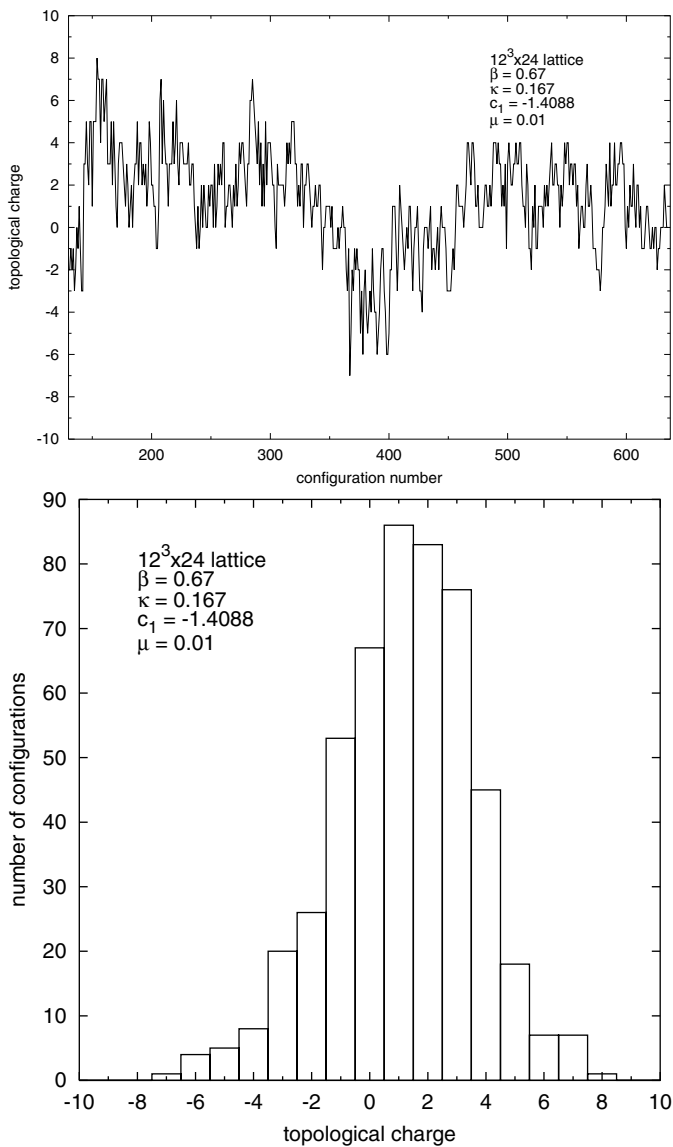 10
8
6
4
2
0
-2
-4
-6
-8
-10
topological charge
12³x24 lattice
β = 0.67
κ = 0.167
c₁ = -1.4088
μ = 0.01
200 300 400 500 600
configuration number
90
80
70
60
50
40
30
20
10
0
number of configurations
12³x24 lattice
β = 0.67
κ = 0.167
c₁ = -1.4088
μ = 0.01
-10 -8 -6 -4 -2 0 2 4 6 8 10
topological charge